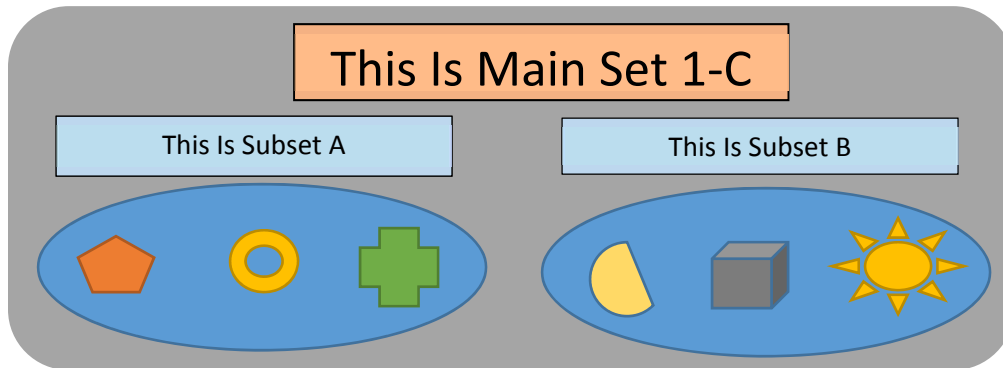 This Is Main Set 1-C
This Is Subset A
This Is Subset B